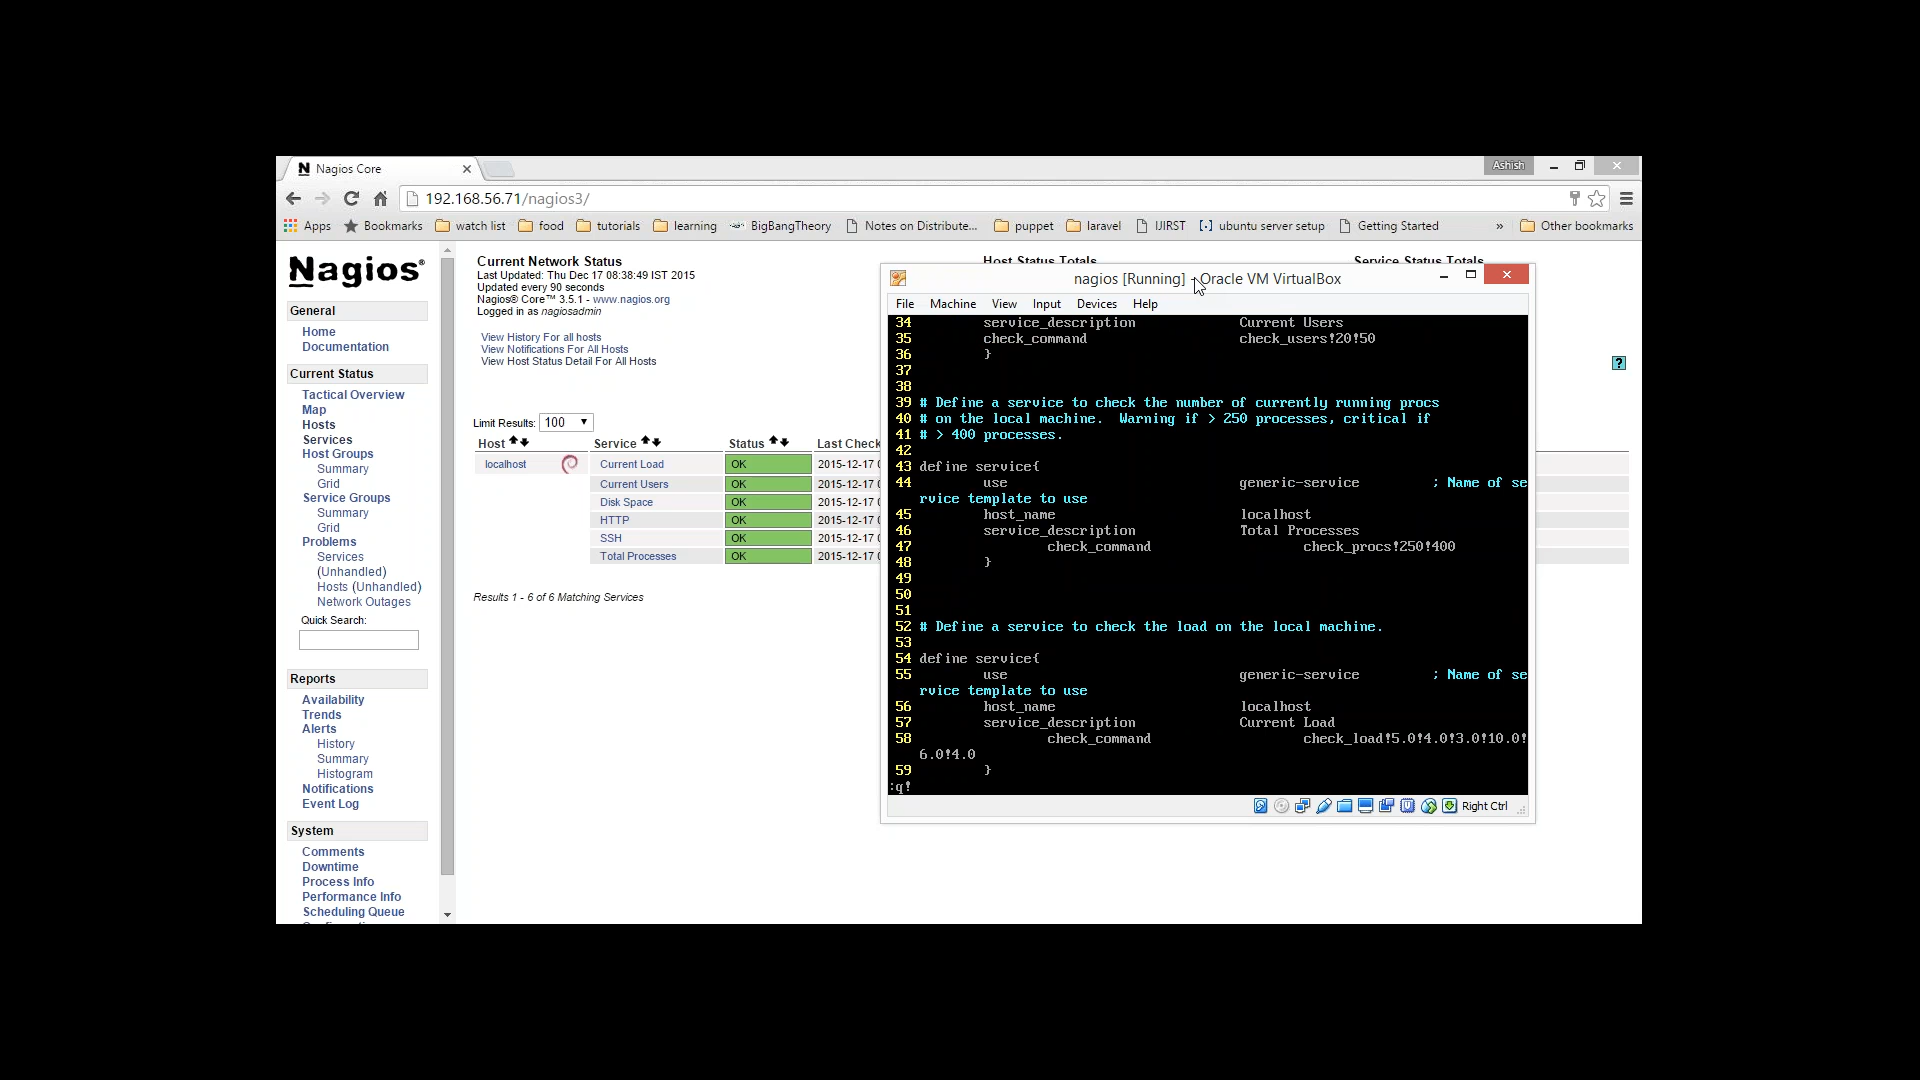 Nagios Core
Ashish
192.168.56.71/nagios3/
Apps Bookmarks watch list food tutorials learning BigBangTheory Notes on Distribute... puppet laravel IJIRST ubuntu server setup Getting Started » Other bookmarks
Nagios®
General
Home
Documentation
Current Status
Tactical Overview
Map
Hosts
Services
Host Groups
Summary
Grid
Service Groups
Summary
Grid
Problems
Services
(Unhandled)
Hosts (Unhandled)
Network Outages
Quick Search:
Reports
Availability
Trends
Alerts
History
Summary
Histogram
Notifications
Event Log
System
Comments
Downtime
Process Info
Performance Info
Scheduling Queue
Current Network Status
Last Updated: Thu Dec 17 08:38:49 IST 2015
Updated every 90 seconds
Nagios® Core™ 3.5.1 - www.nagios.org
Logged in as nagiosadmin
View History For all hosts
View Notifications For All Hosts
View Host Status Detail For All Hosts
Host Status Totals
Service Status Totals
?
Limit Results: 100
Host Service Status Last Check
localhost Current Load OK 2015-12-17
Current Users OK 2015-12-17
Disk Space OK 2015-12-17
HTTP OK 2015-12-17
SSH OK 2015-12-17
Total Processes OK 2015-12-17
Results 1 - 6 of 6 Matching Services
nagios [Running] - Oracle VM VirtualBox
File Machine View Input Devices Help
34 service_description Current Users
35 check_command check_users!20!50
36 }
37
38
39 # Define a service to check the number of currently running procs
40 # on the local machine. Warning if > 250 processes, critical if
41 # > 400 processes.
42
43 define service{
44 use generic-service ; Name of se
rvice template to use
45 host_name localhost
46 service_description Total Processes
47 check_command check_procs!250!400
48 }
49
50
51
52 # Define a service to check the load on the local machine.
53
54 define service{
55 use generic-service ; Name of se
rvice template to use
56 host_name localhost
57 service_description Current Load
58 check_command check_load!5.0!4.0!3.0!10.0!
6.0!4.0
59 }
:q!
Right Ctrl